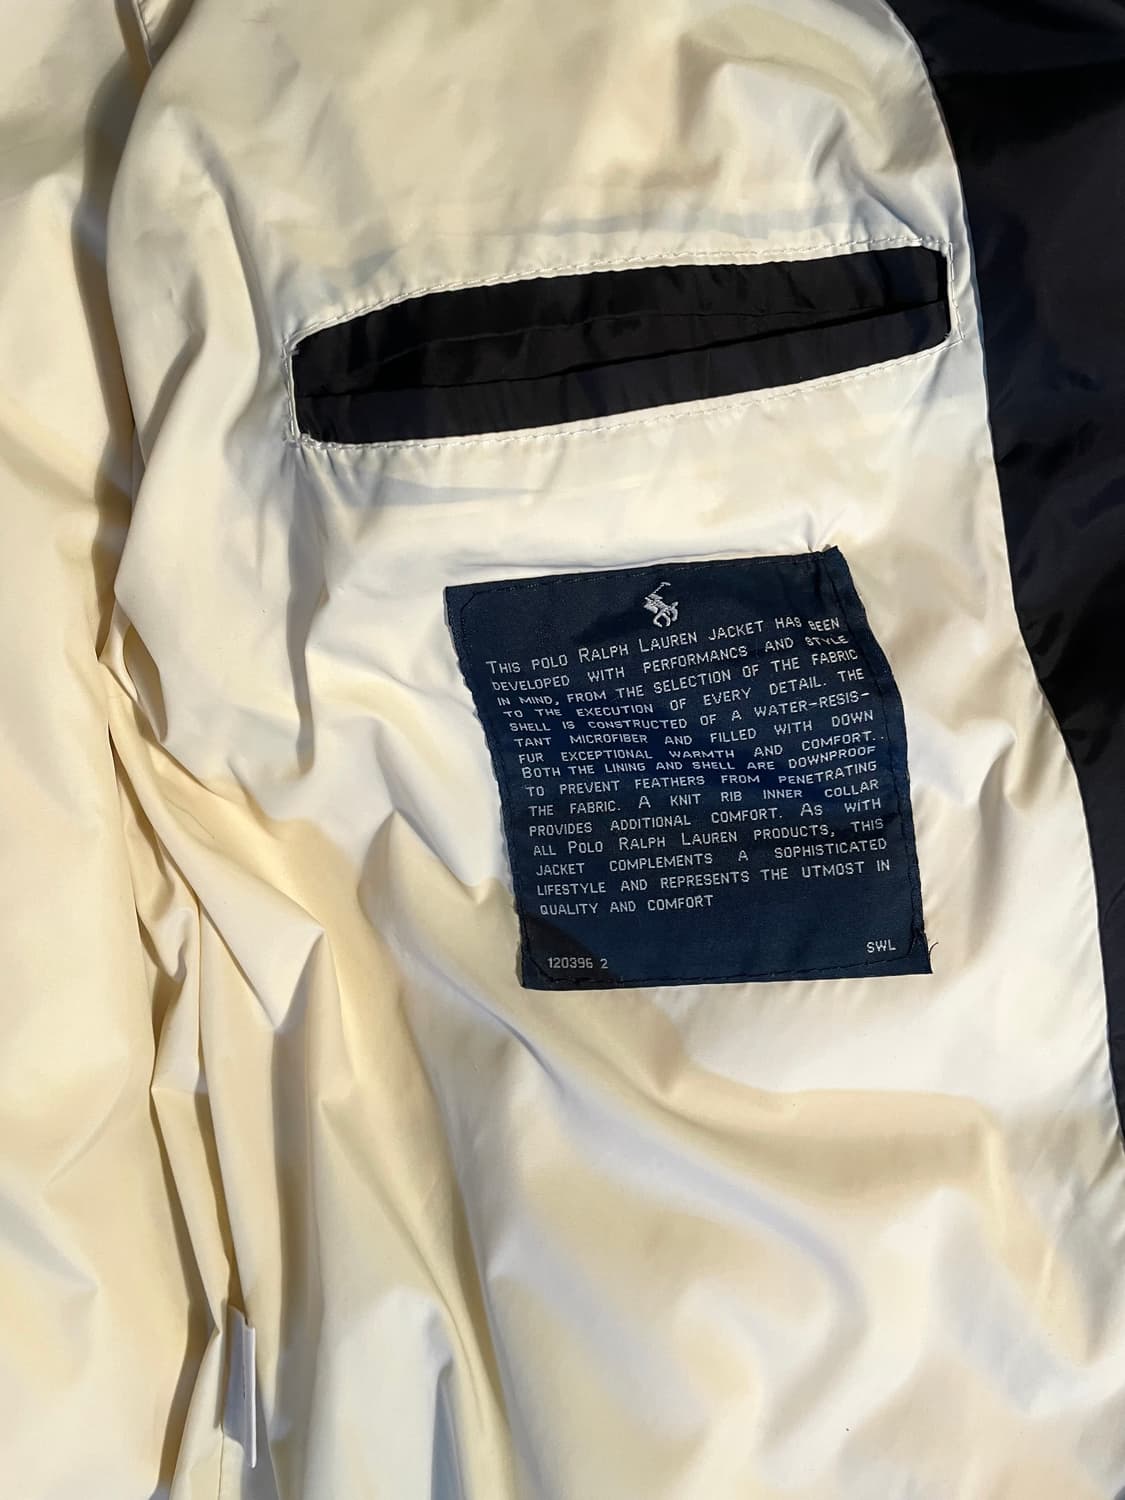 THIS POLO RALPH LAUREN JACKET HAS BEEN
DEVELOPED WITH PERFORMANCS AND STYLE
IN MIND, FROM THE SELECTION OF THE FABRIC
TO THE EXECUTION OF EVERY DETAIL. THE
SHELL IS CONSTRUCTED OF A WATER-RESIS-
TANT MICROFIBER AND FILLED WITH DOWN
FUR EXCEPTIONAL WARMTH AND COMFORT..
BOTH THE LINING AND SHELL ARE DOWNPROOF
TO PREVENT FEATHERS FROM PENETRATING
THE FABRIC. A KNIT RIB INNER COLLAR
PROVIDES ADDITIONAL COMFORT. AS WITH
ALL POLO RALPH LAUREN PRODUCTS, THIS
JACKET COMPLEMENTS A SOPHISTICATED
LIFESTYLE AND REPRESENTS THE UTMOST IN
QUALITY AND COMFORT
120396 2 SWL